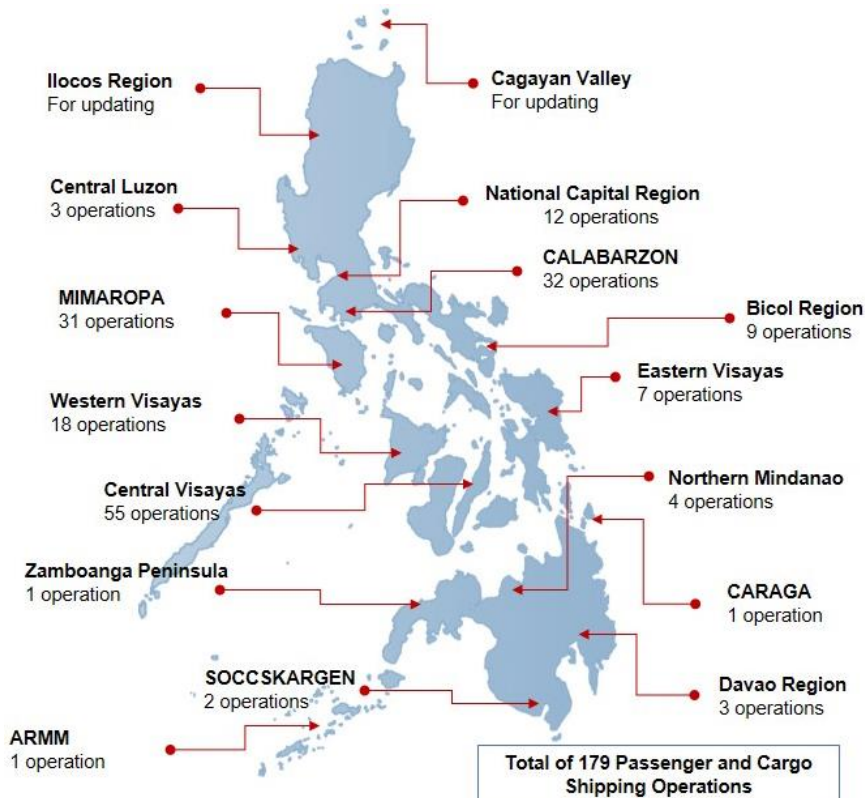 Ilocos Region
For updating
Cagayan Valley
For updating
Central Luzon
3 operations
National Capital Region
12 operations
CALABARZON
32 operations
MIMAROPA
31 operations
Bicol Region
9 operations
Eastern Visayas
7 operations
Western Visayas
18 operations
Northern Mindanao
4 operations
Central Visayas
55 operations
Zamboanga Peninsula
1 operation
CARAGA
1 operation
SOCCSKARGEN
2 operations
Davao Region
3 operations
ARMM
1 operation
Total of 179 Passenger and Cargo
Shipping Operations